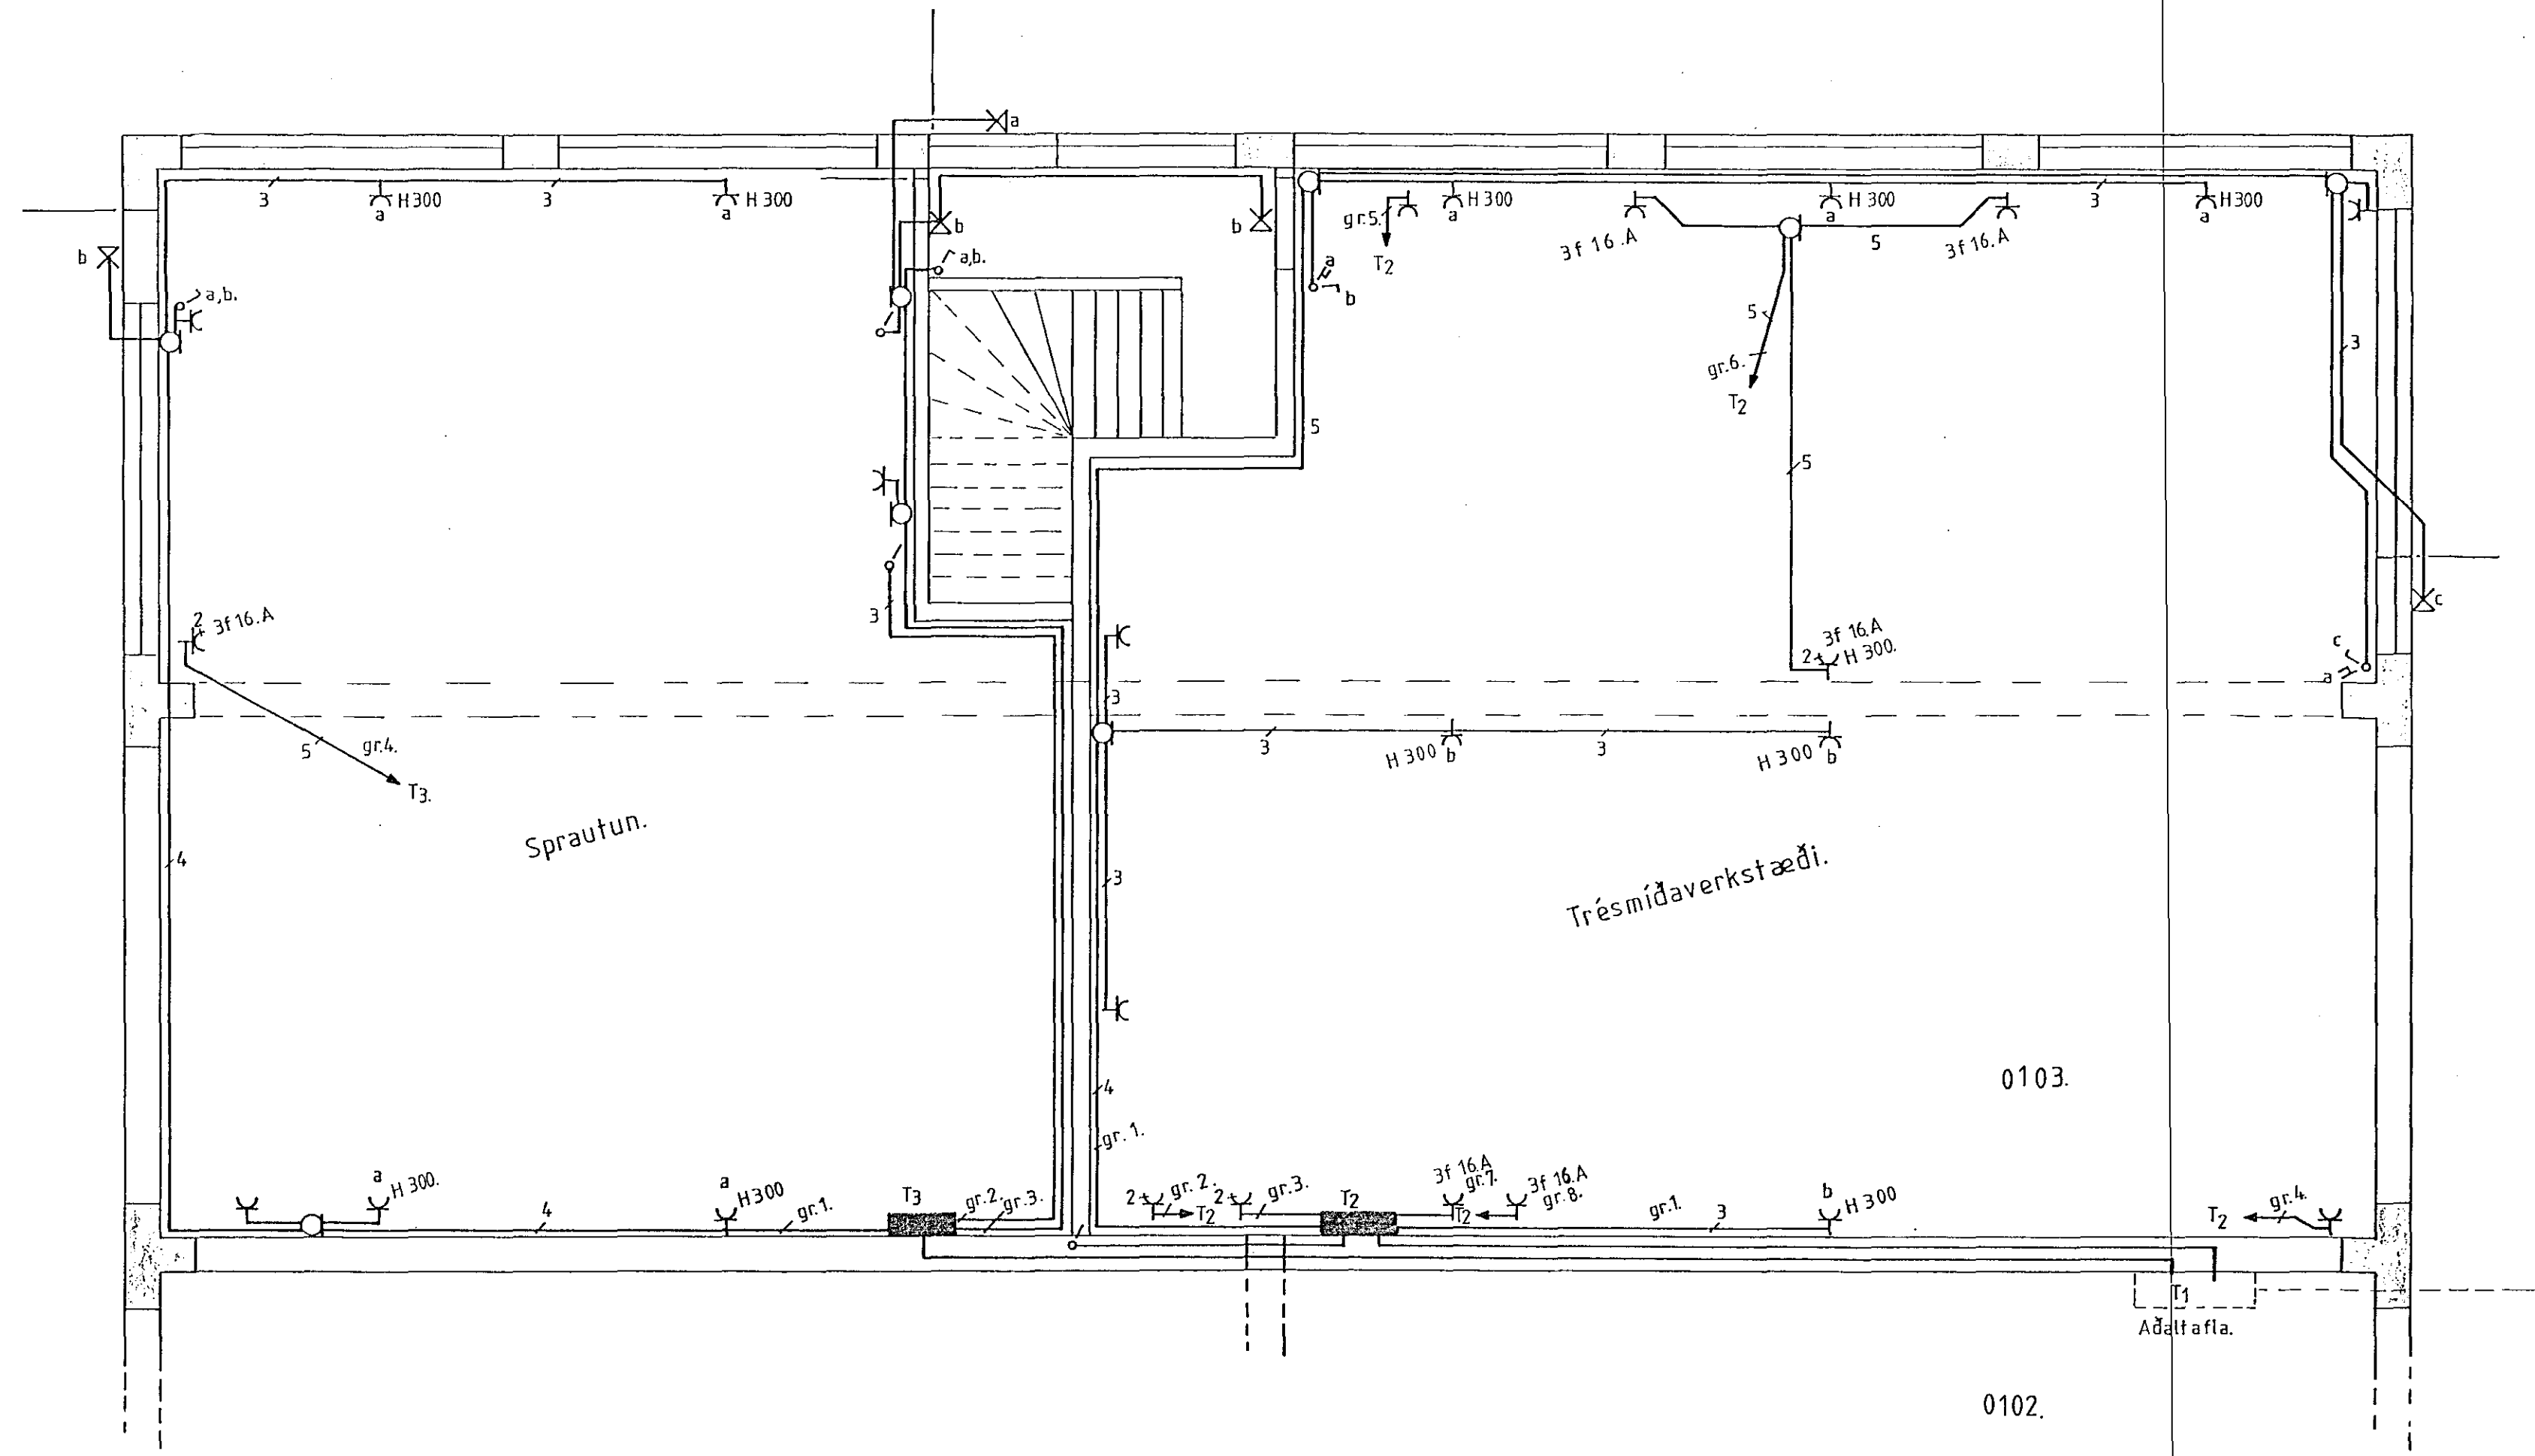 a
3
3
H 300
a
H 300
a
b
b
b
a,b.
a,b.
gr.5.
T2
H 300
a
a
b
3f 16.A
H 300
a
5
3f 16.A
3
H 300
a
5
gr.6.
T2
3
5
5
2+ 3f 16.A
3
3f 16.A
2+ H 300.
c
c
a
5
gr.4.
T3.
3
3
H 300 b
3
H 300 b
Sprautun.
4
3
Trésmíðaverkstæði.
0103.
4
gr. 1.
a
H 300.
4
a
H 300
gr.1.
T3
gr.2.
gr.3.
2+
gr.2.
T2
2+
gr.3.
T2
3f 16.A
gr.7.
T2
3f 16.A
gr.8.
gr.1.
3
b
H 300
T2
gr.4.
T1
Aðaltafla.
0102.